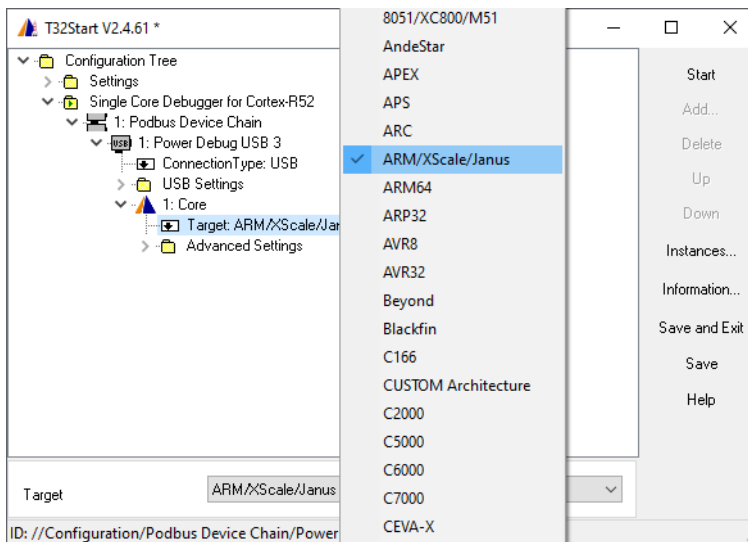 T32Start V2.4.61 *
Configuration Tree
Settings
Single Core Debugger for Cortex-R52
1: Podbus Device Chain
1: Power Debug USB 3
ConnectionType: USB
USB Settings
1: Core
Target: ARM/XScale/Jan
Advanced Settings
8051/XC800/M51
AndeStar
APEX
APS
ARC
ARM/XScale/Janus
ARM64
ARP32
AVR8
AVR32
Beyond
Blackfin
C166
CUSTOM Architecture
C2000
C5000
C6000
C7000
CEVA-X
Start
Add...
Delete
Up
Down
Instances...
Information...
Save and Exit
Save
Help
Target
ARM/XScale/Janus
ID: //Configuration/Podbus Device Chain/Power